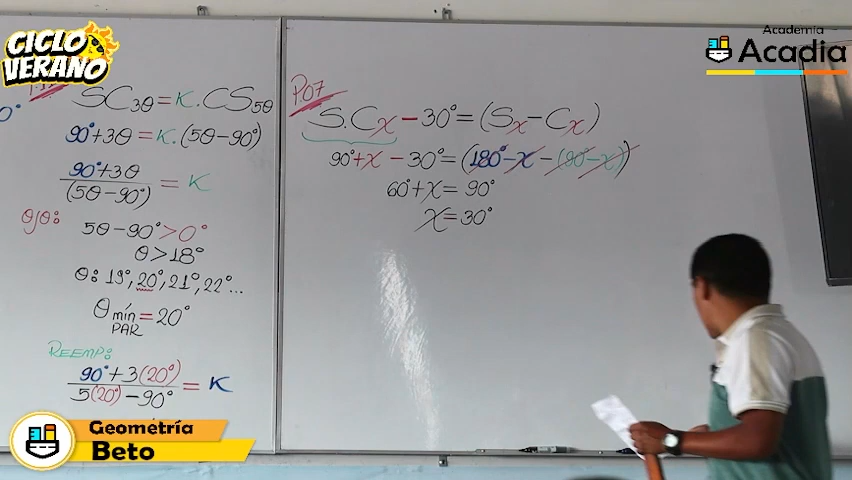 CICLO
VERANO
Academia
Acadia
SC3θ = K.CS5θ
90°+3θ = K.(5θ-90°)
90°+3θ
(5θ-90°)
= K
OJO:
5θ-90° > 0°
θ > 18°
θ: 19°, 20°, 21°, 22°...
θ mín = 20°
PAR
REEMP:
90° + 3(20°)
5(20°) - 90°
= K
P.07
S.Cx - 30° = (Sx - Cx)
90°+x - 30° = (180°-x-(90°-x))
60°+x = 90°
x = 30°
Geometría
Beto